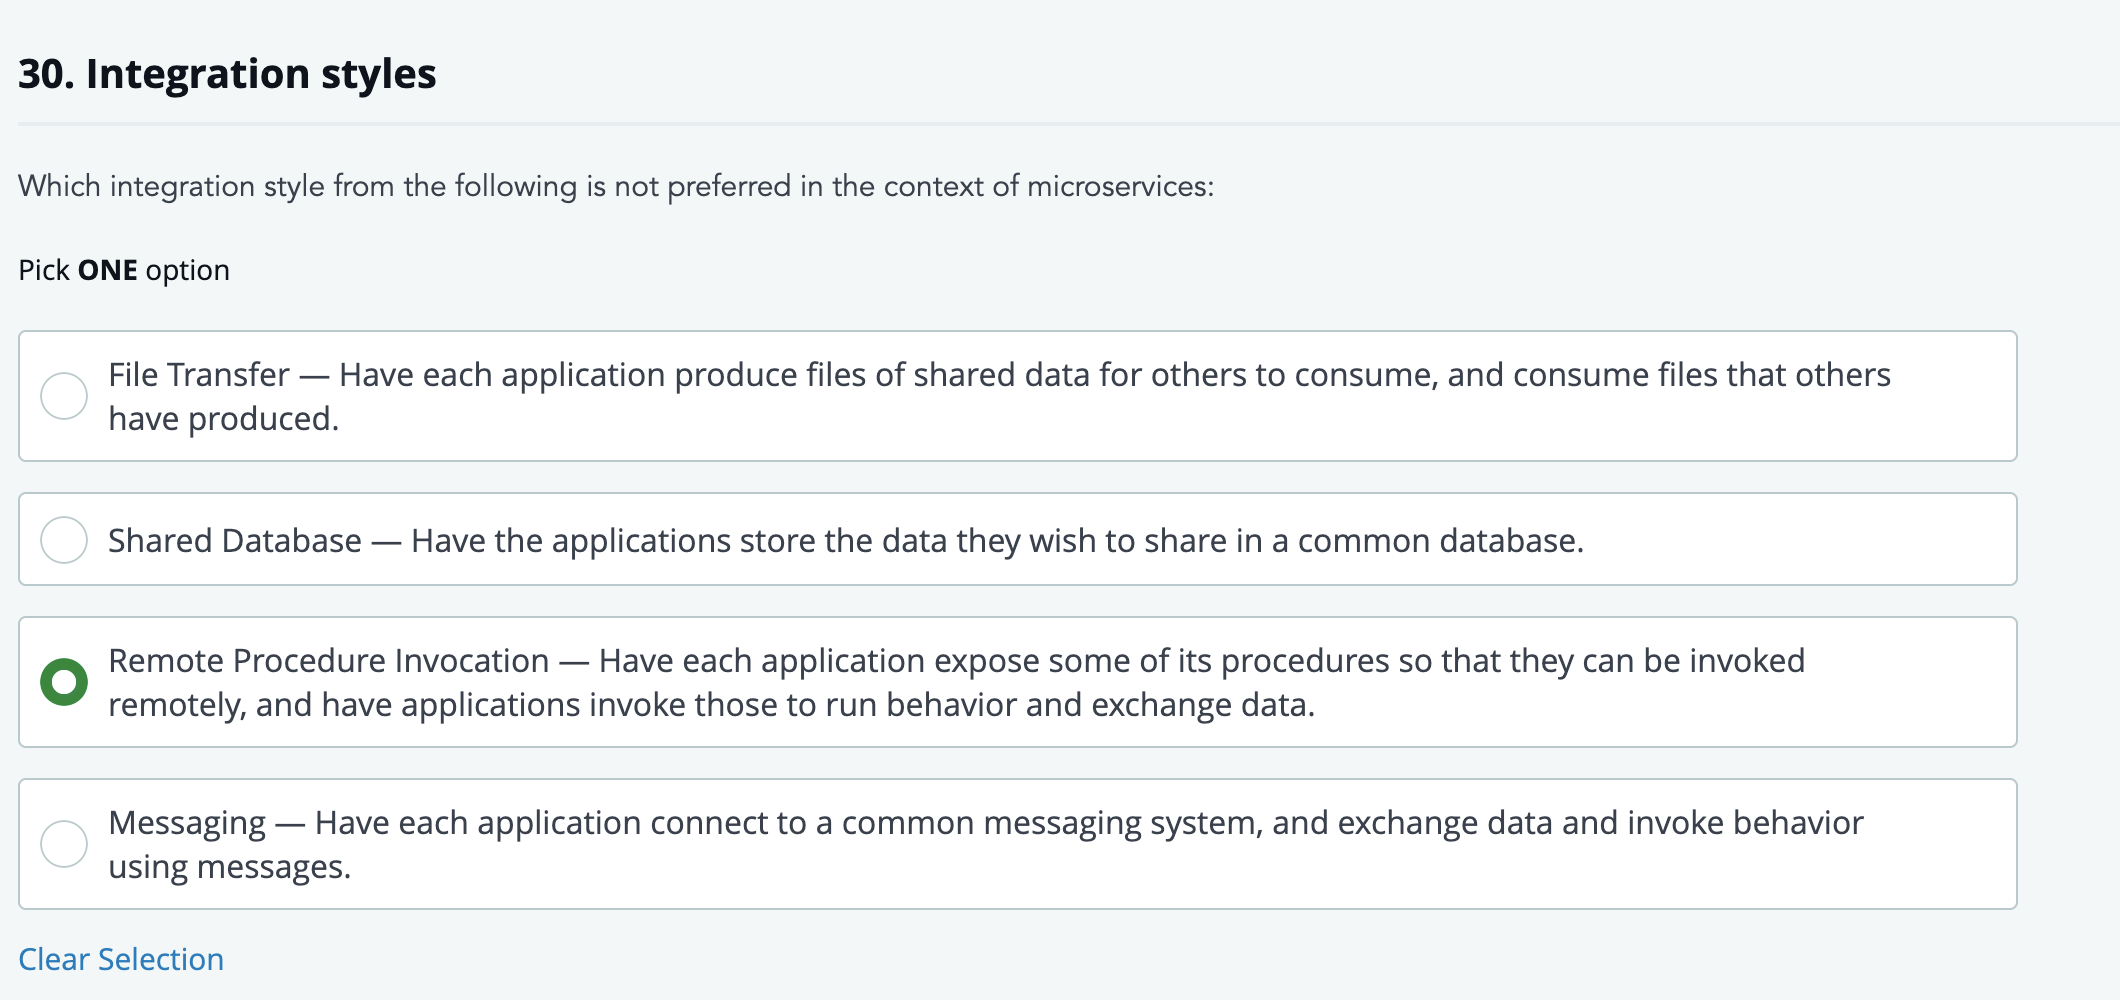 30. Integration styles
Which integration style from the following is not preferred in the context of microservices:
Pick ONE option
File Transfer — Have each application produce files of shared data for others to consume, and consume files that others
have produced.
Shared Database — Have the applications store the data they wish to share in a common database.
Remote Procedure Invocation — Have each application expose some of its procedures so that they can be invoked
remotely, and have applications invoke those to run behavior and exchange data.
Messaging — Have each application connect to a common messaging system, and exchange data and invoke behavior
using messages.
Clear Selection